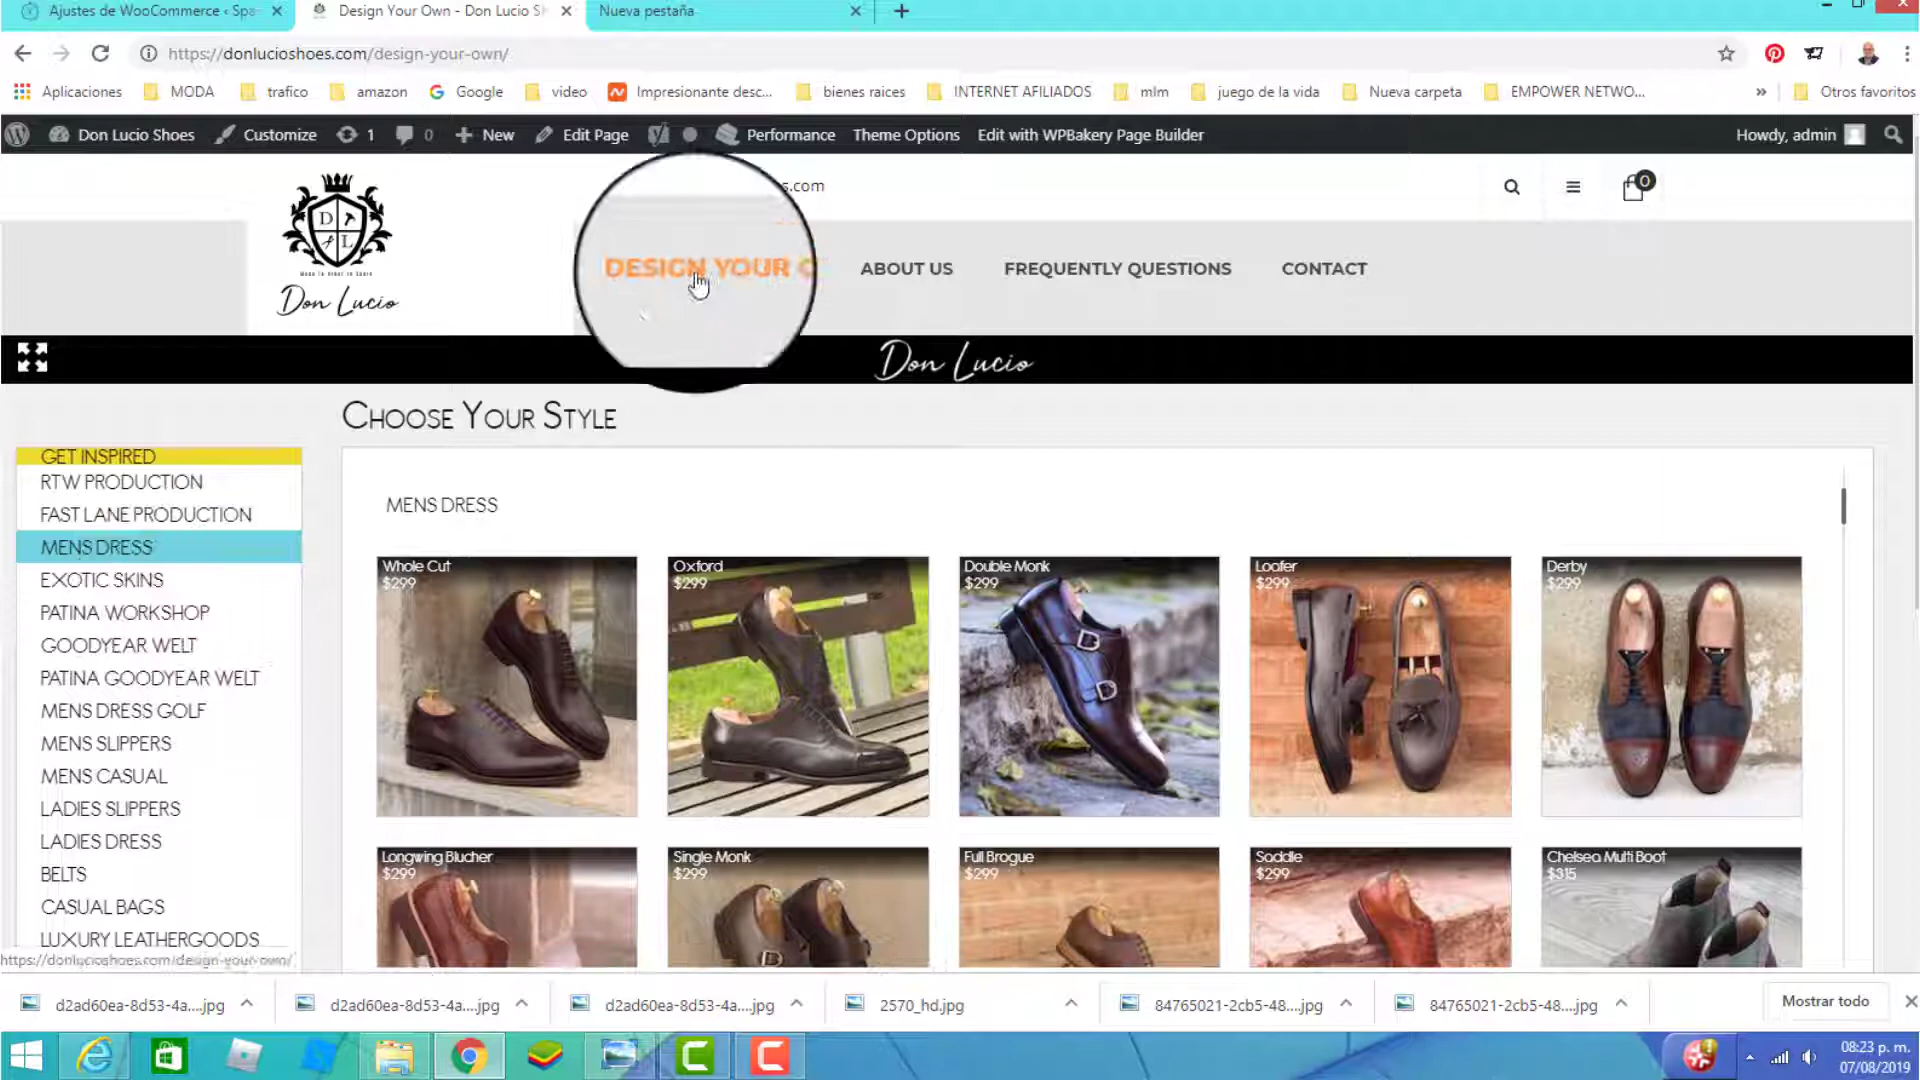 Ajustes de WooCommerce ‹ Spa
Design Your Own - Don Lucio Sh
Nueva pestaña
https://donlucioshoes.com/design-your-own/
Aplicaciones
MODA
trafico
amazon
Google
video
Impresionante desc...
bienes raices
INTERNET AFILIADOS
mlm
juego de la vida
Nueva carpeta
EMPOWER NETWO...
»
Otros favoritos
Don Lucio Shoes
Customize
1
0
New
Edit Page
Performance
Theme Options
Edit with WPBakery Page Builder
Howdy, admin
s.com
0
D
L
Don Lucio
DESIGN YOUR O
ABOUT US
FREQUENTLY QUESTIONS
CONTACT
Don Lucio
CHOOSE YOUR STYLE
GET INSPIRED
RTW PRODUCTION
FAST LANE PRODUCTION
MENS DRESS
EXOTIC SKINS
PATINA WORKSHOP
GOODYEAR WELT
PATINA GOODYEAR WELT
MENS DRESS GOLF
MENS SLIPPERS
MENS CASUAL
LADIES SLIPPERS
LADIES DRESS
BELTS
CASUAL BAGS
LUXURY LEATHERGOODS
MENS DRESS
Whole Cut
$299
Oxford
$299
Double Monk
$299
Loafer
$299
Derby
$299
Longwing Blucher
$299
Single Monk
$299
Full Brogue
$299
Saddle
$299
Chelsea Multi Boot
$315
https://donlucioshoes.com/design-your-own/
d2ad60ea-8d53-4a....jpg
d2ad60ea-8d53-4a....jpg
d2ad60ea-8d53-4a....jpg
2570_hd.jpg
84765021-2cb5-48....jpg
84765021-2cb5-48....jpg
Mostrar todo
08:23 p. m.
07/08/2019